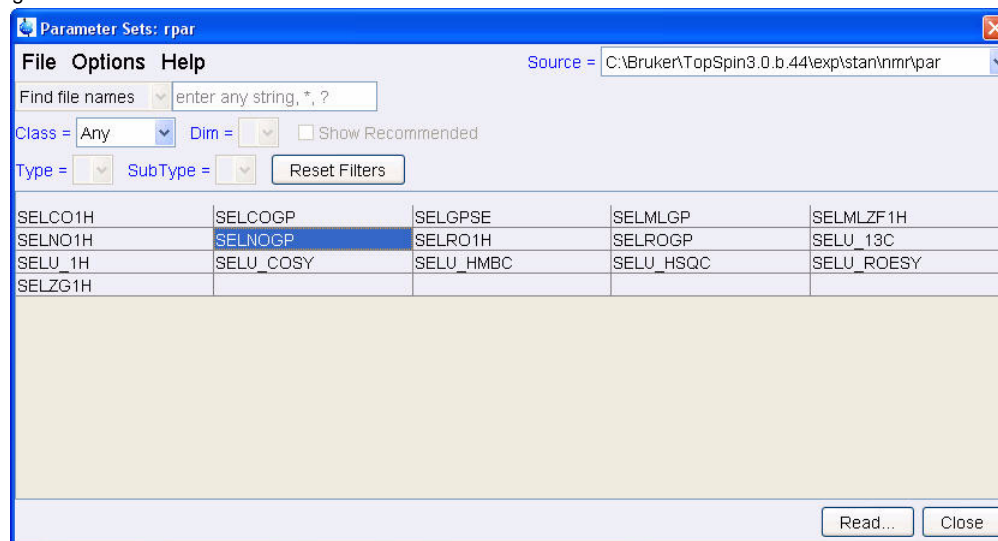 Parameter Sets: rpar
File Options Help Source = C:\Bruker\TopSpin3.0.b.44\exp\stan\nmr\par
Find file names enter any string, *, ?
Class = Any Dim = Show Recommended
Type = SubType = Reset Filters
SELCO1H SELCOGP SELGPSE SELMLGP SELMLZF1H
SELNO1H SELNOGP SELRO1H SELROGP SELU_13C
SELU_1H SELU_COSY SELU_HMBC SELU_HSQC SELU_ROESY
SELZG1H
Read... Close